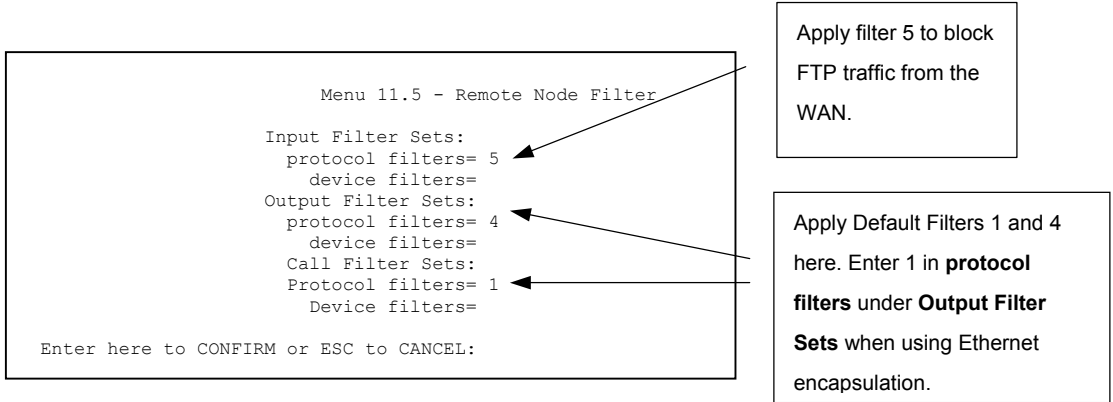 Menu 11.5 - Remote Node Filter
Input Filter Sets:
protocol filters= 5
device filters=
Output Filter Sets:
protocol filters= 4
device filters=
Call Filter Sets:
Protocol filters= 1
Device filters=
Enter here to CONFIRM or ESC to CANCEL:
Apply filter 5 to block
FTP traffic from the
WAN.
Apply Default Filters 1 and 4
here. Enter 1 in protocol
filters under Output Filter
Sets when using Ethernet
encapsulation.